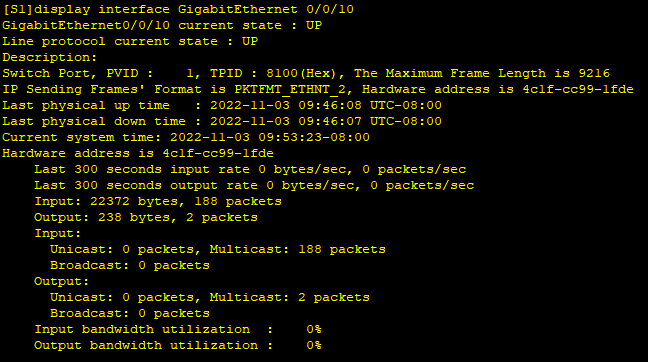 [S1]display interface GigabitEthernet 0/0/10
GigabitEthernet0/0/10 current state : UP
Line protocol current state : UP
Description:
Switch Port, PVID :    1, TPID : 8100(Hex), The Maximum Frame Length is 9216
IP Sending Frames' Format is PKTFMT_ETHNT_2, Hardware address is 4c1f-cc99-1fde
Last physical up time   : 2022-11-03 09:46:08 UTC-08:00
Last physical down time : 2022-11-03 09:46:07 UTC-08:00
Current system time: 2022-11-03 09:53:23-08:00
Hardware address is 4c1f-cc99-1fde
    Last 300 seconds input rate 0 bytes/sec, 0 packets/sec
    Last 300 seconds output rate 0 bytes/sec, 0 packets/sec
    Input: 22372 bytes, 188 packets
    Output: 238 bytes, 2 packets
    Input:
      Unicast: 0 packets, Multicast: 188 packets
      Broadcast: 0 packets
    Output:
      Unicast: 0 packets, Multicast: 2 packets
      Broadcast: 0 packets
    Input bandwidth utilization  :    0%
    Output bandwidth utilization :    0%